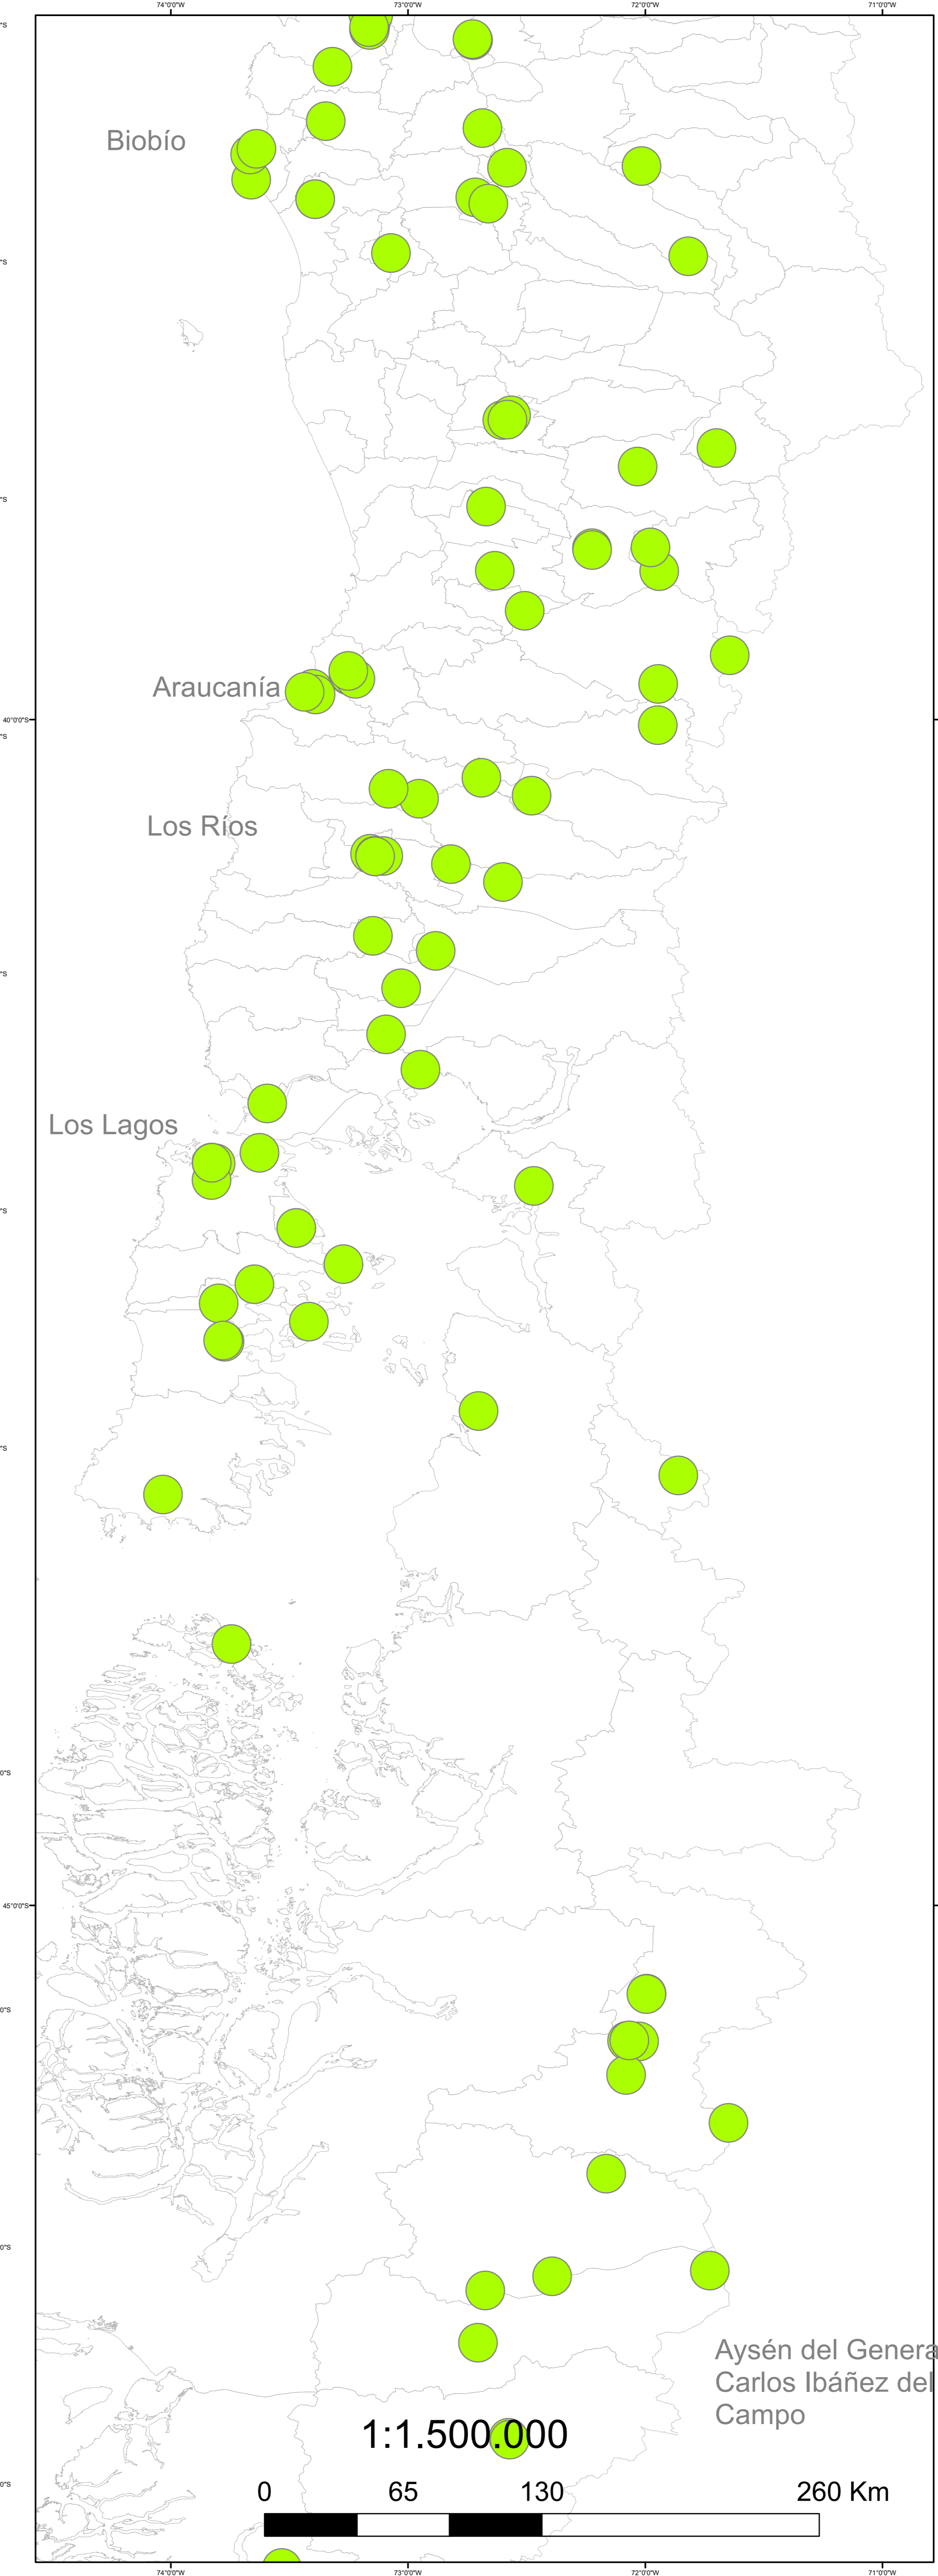 74°0'0"W 73°0'0"W 72°0'0"W 71°0'0"W
Biobío
Araucanía
40°0'0"S
Los Ríos
Los Lagos
45°0'0"S
Aysén del Genera
Carlos Ibáñez del
Campo
1:1.500.000
0 65 130 260 Km
74°0'0"W 73°0'0"W 72°0'0"W 71°0'0"W